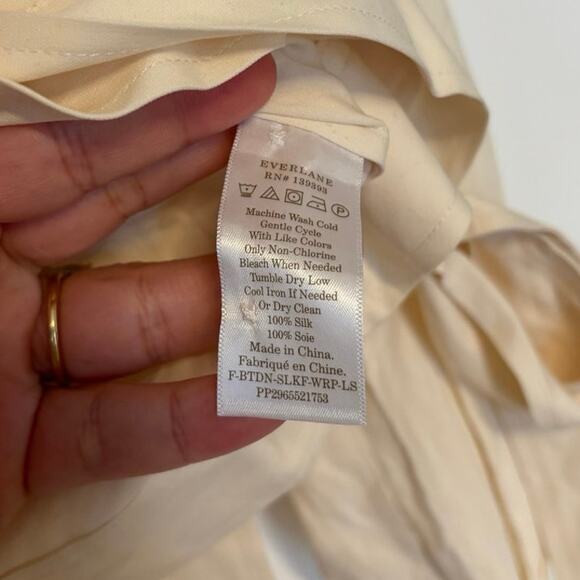 EVERLANE
RN# 139393
Machine Wash Cold
Gentle Cycle
With Like Colors
Only Non-Chlorine
Bleach When Needed
Tumble Dry Low
Cool Iron If Needed
Or Dry Clean
100% Silk
100% Soie
Made in China.
Fabriqué en Chine.
F-BTDN-SLKF-WRP-LS
PP2965521753